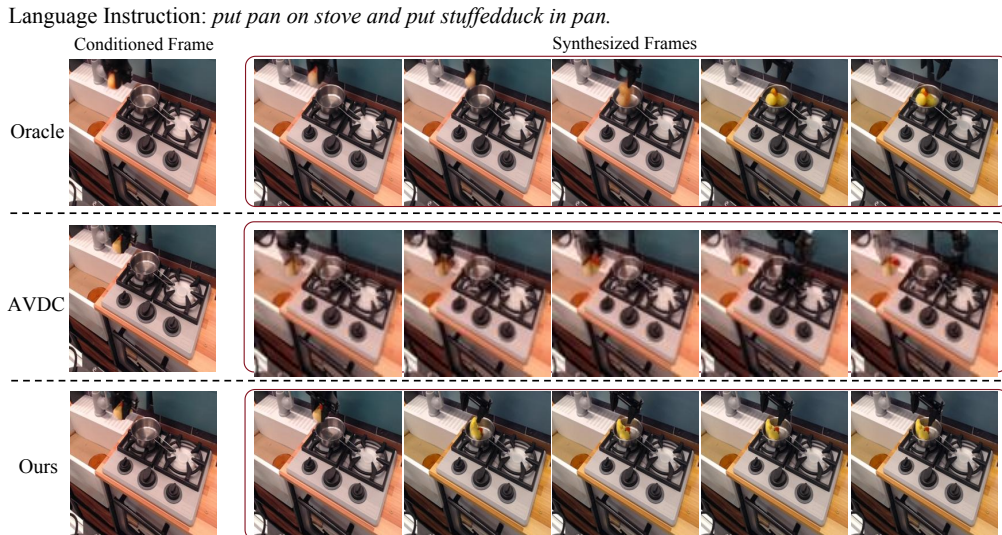 Language Instruction: put pan on stove and put stuffedduck in pan.
Conditioned Frame
Synthesized Frames
Oracle
AVDC
Ours